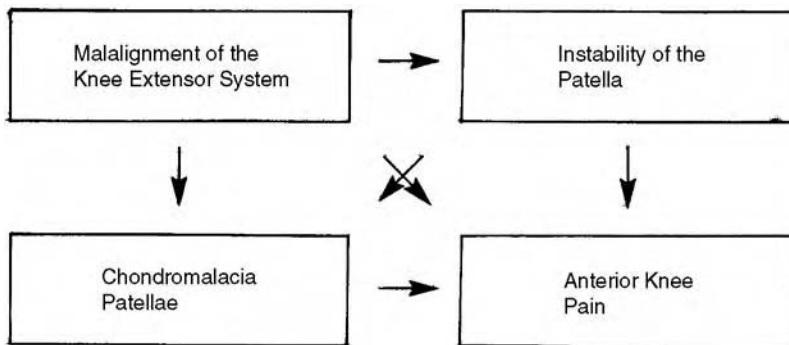 Malalignment of the
Knee Extensor System
Instability of the
Patella
Chondromalacia
Patellae
Anterior Knee
Pain